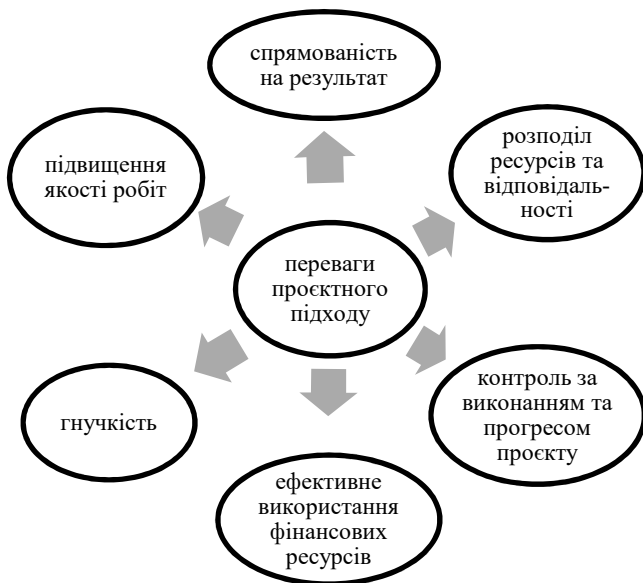 спрямованість
на результат
розподіл
ресурсів та
відповідаль-
ності
підвищення
якості робіт
переваги
проєктного
підходу
контроль за
виконанням та
прогресом
проєкту
гнучкість
ефективне
використання
фінансових
ресурсів